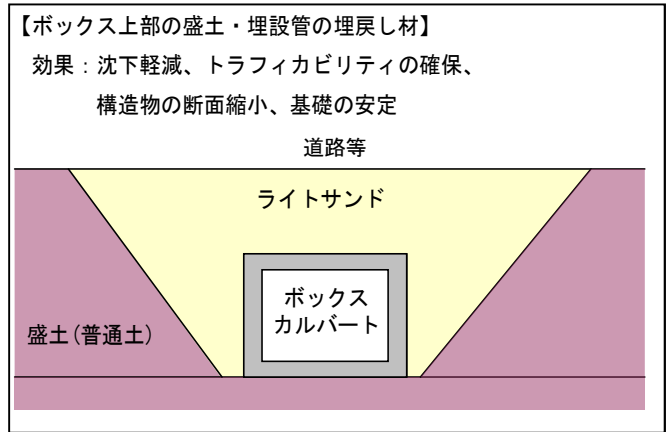 【ボックス上部の盛土・埋設管の埋戻し材】
効果：沈下軽減、トラフィカビリティの確保、
構造物の断面縮小、基礎の安定
道路等
ライトサンド
ボックス
カルバート
盛土(普通土)